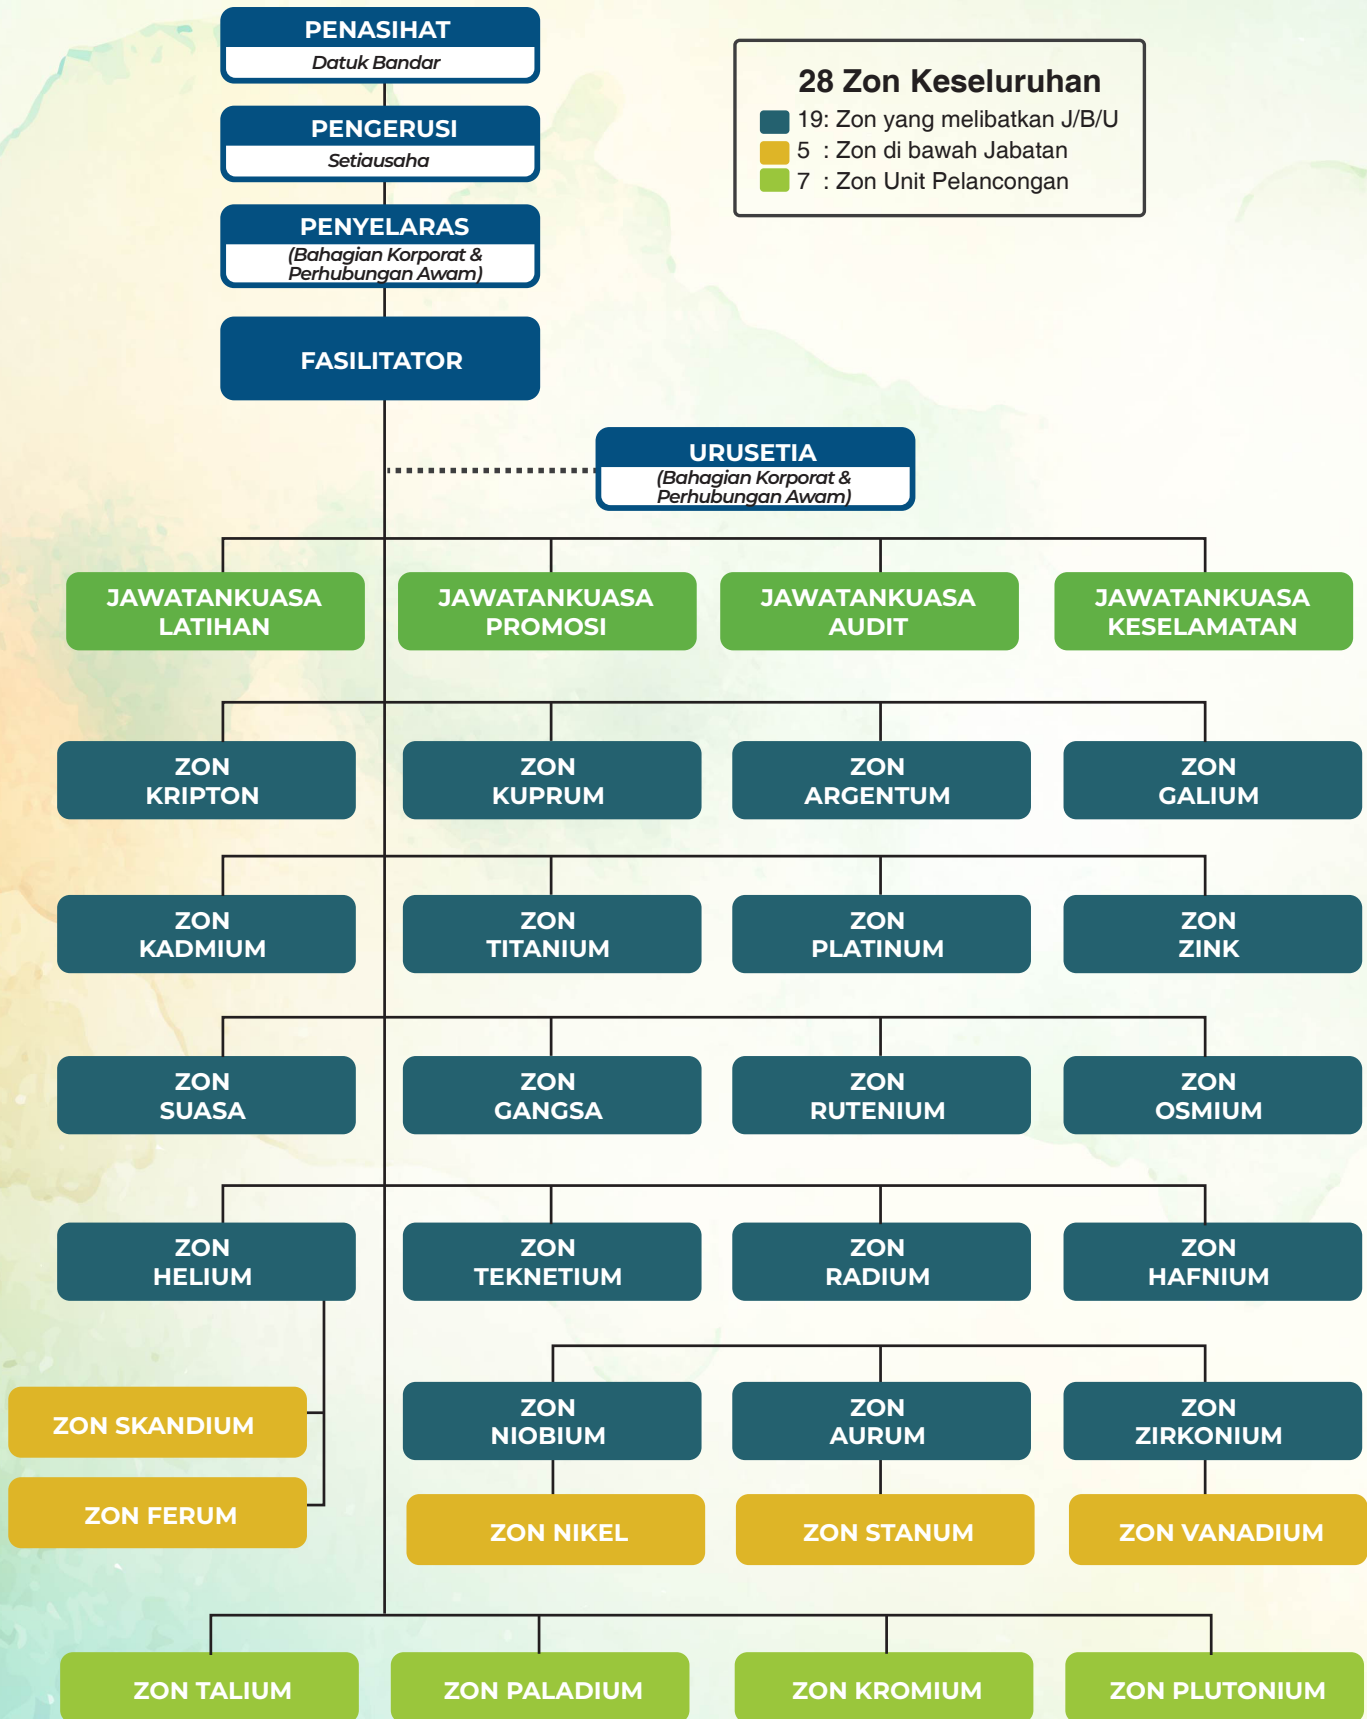 PENASIHAT
Datuk Bandar
PENGERUSI
Setiausaha
PENYELARAS
(Bahagian Korporat &
Perhubungan Awam)
FASILITATOR
28 Zon Keseluruhan
19: Zon yang melibatkan J/B/U
5 : Zon di bawah Jabatan
7 : Zon Unit Pelancongan
URUSETIA
(Bahagian Korporat &
Perhubungan Awam)
JAWATANKUASA
LATIHAN
JAWATANKUASA
PROMOSI
JAWATANKUASA
AUDIT
JAWATANKUASA
KESELAMATAN
ZON
KRIPTON
ZON
KUPRUM
ZON
ARGENTUM
ZON
GALIUM
ZON
KADMIUM
ZON
TITANIUM
ZON
PLATINUM
ZON
ZINK
ZON
SUASA
ZON
GANGSA
ZON
RUTENIUM
ZON
OSMIUM
ZON
HELIUM
ZON
TEKNETIUM
ZON
RADIUM
ZON
HAFNIUM
ZON SKANDIUM
ZON FERUM
ZON
NIOBIUM
ZON
AURUM
ZON
ZIRKONIUM
ZON NIKEL
ZON STANUM
ZON VANADIUM
ZON TALIUM
ZON PALADIUM
ZON KROMIUM
ZON PLUTONIUM